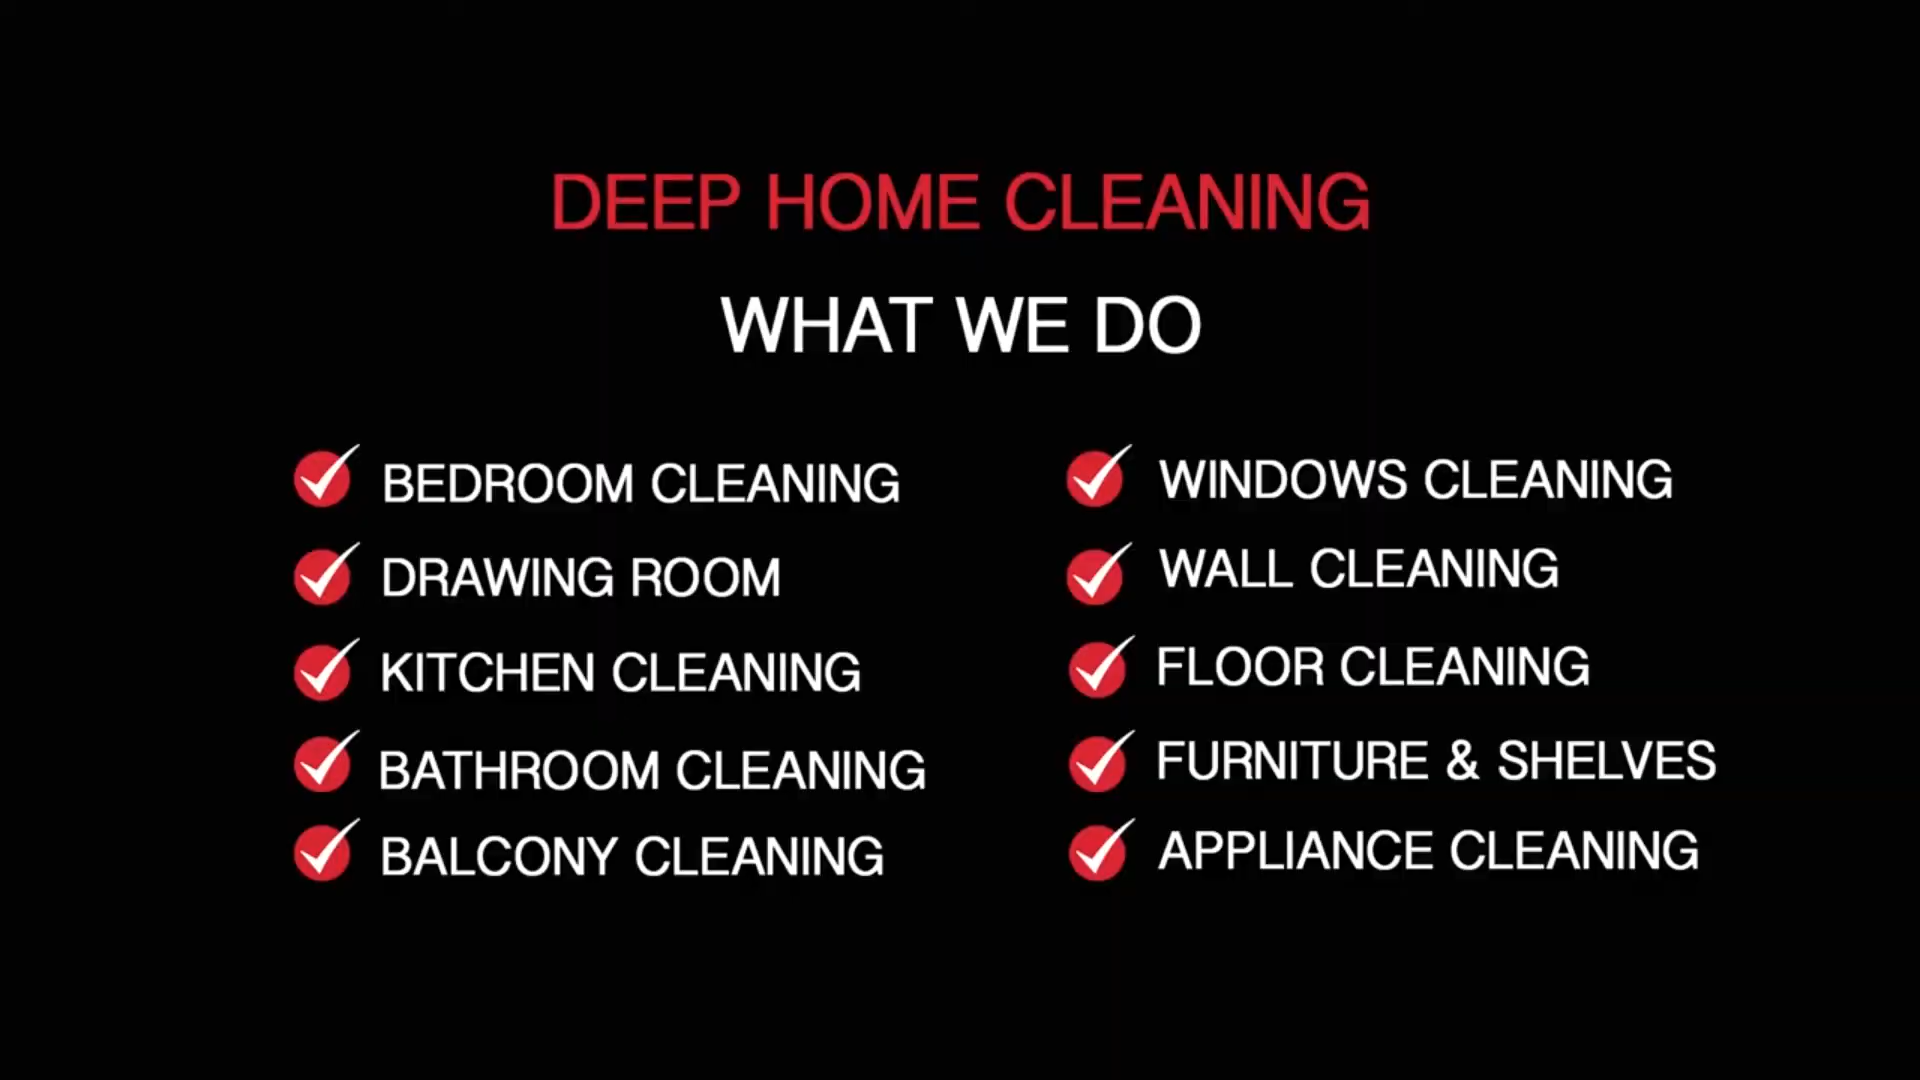 DEEP HOME CLEANING
WHAT WE DO
BEDROOM CLEANING
DRAWING ROOM
KITCHEN CLEANING
BATHROOM CLEANING
BALCONY CLEANING
WINDOWS CLEANING
WALL CLEANING
FLOOR CLEANING
FURNITURE & SHELVES
APPLIANCE CLEANING